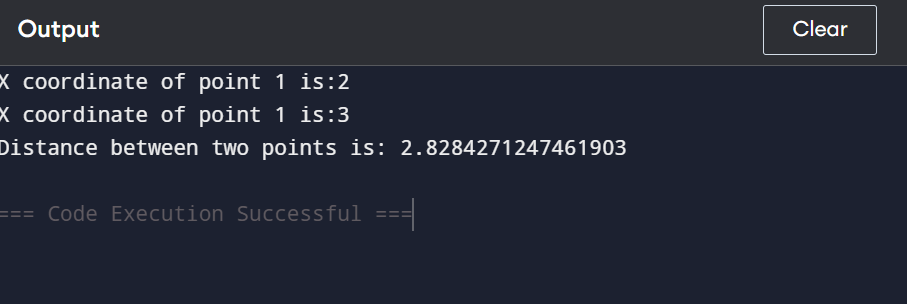 Output
Clear
X coordinate of point 1 is:2
X coordinate of point 1 is:3
Distance between two points is: 2.8284271247461903
=== Code Execution Successful ===